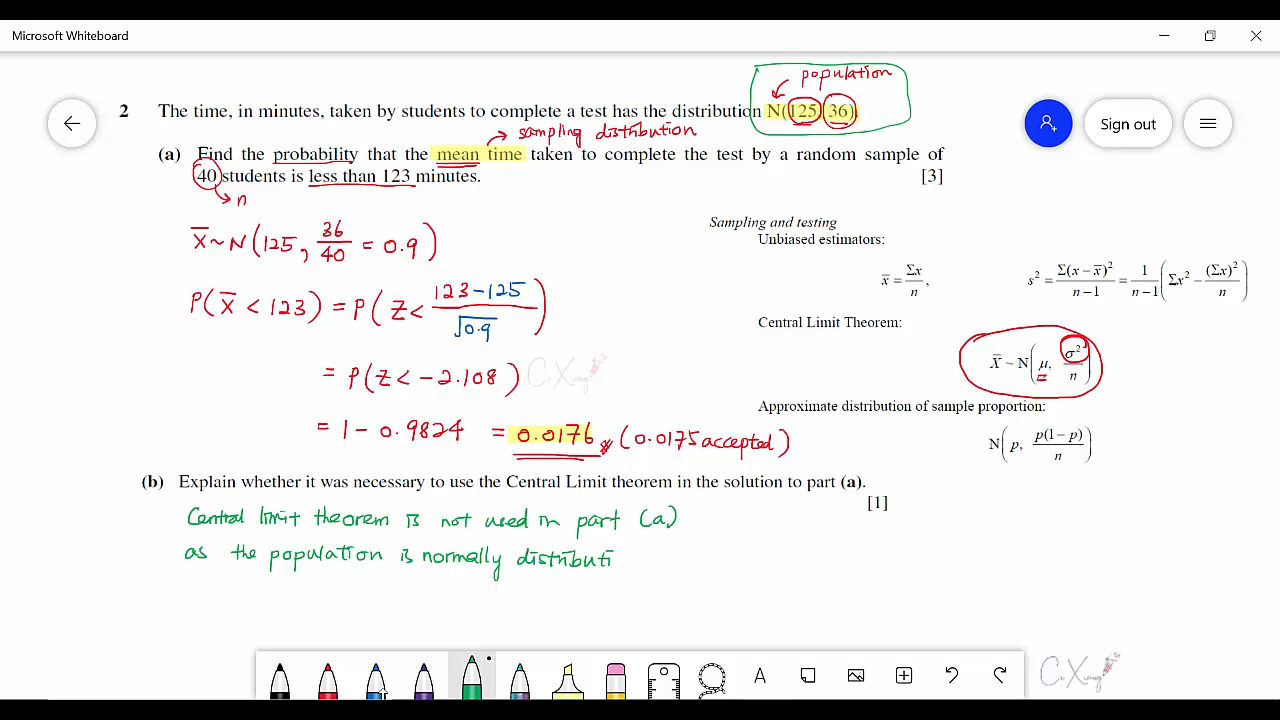 Microsoft Whiteboard
population
2 The time, in minutes, taken by students to complete a test has the distribution N(125, 36).
sampling distribution
(a) Find the probability that the mean time taken to complete the test by a random sample of
40 students is less than 123 minutes. [3]
n
Sign out
X̄ ~ N(125, 36/40 = 0.9)
P(X̄ < 123) = P(Z < (123 − 125)/√0.9)
= P(Z < −2.108)
= 1 − 0.9824 = 0.0176 (0.0175 accepted)
Sampling and testing
Unbiased estimators:
x̄ = Σx/n, s² = Σ(x − x̄)²/(n−1) = 1/(n−1) (Σx² − (Σx)²/n)
Central Limit Theorem:
X̄ ~ N(μ, σ²/n)
Approximate distribution of sample proportion:
N(p, p(1−p)/n)
(b) Explain whether it was necessary to use the Central Limit theorem in the solution to part (a).
[1]
Central limit theorem is not used in part (a)
as the population is normally distributi
A
CXiang